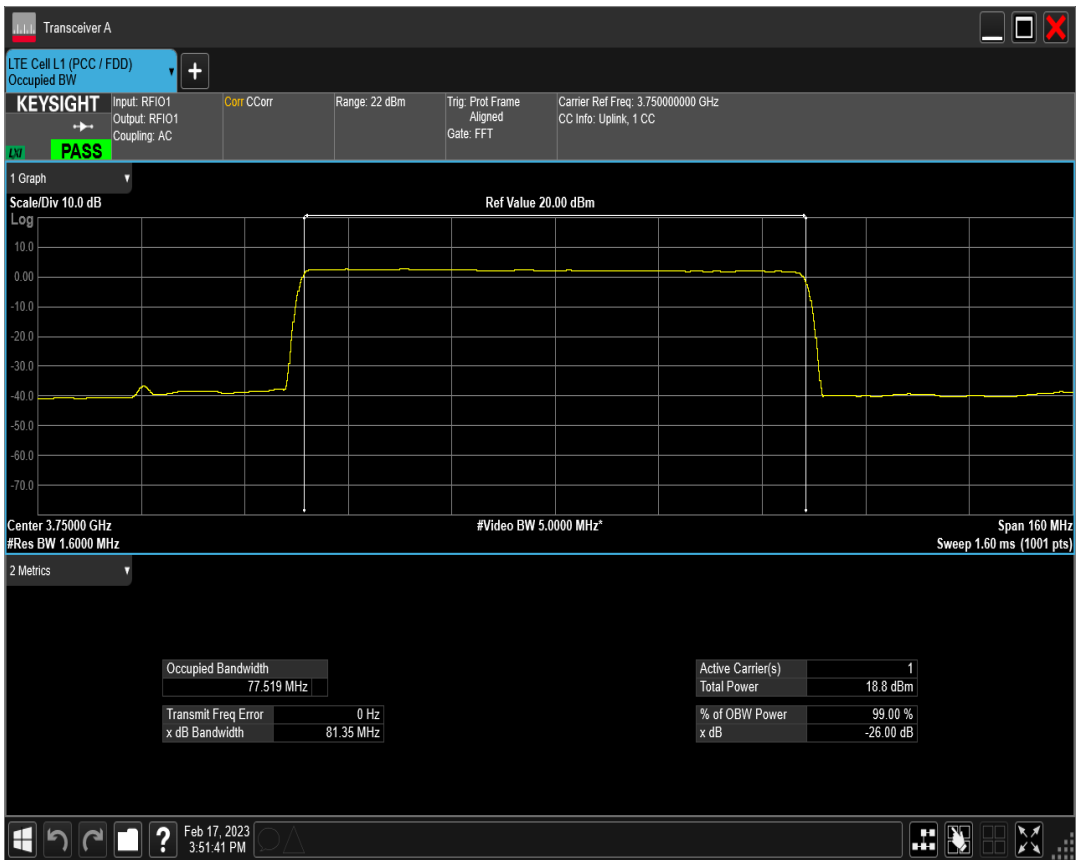 Transceiver A
LTE Cell L1 (PCC / FDD)
Occupied BW
KEYSIGHT
LXI
PASS
Input: RFIO1
Output: RFIO1
Coupling: AC
Corr CCorr
Range: 22 dBm
Trig: Prot Frame
Aligned
Gate: FFT
Carrier Ref Freq: 3.750000000 GHz
CC Info: Uplink, 1 CC
1 Graph
Scale/Div 10.0 dB
Ref Value 20.00 dBm
Log
10.0
0.00
-10.0
-20.0
-30.0
-40.0
-50.0
-60.0
-70.0
Center 3.75000 GHz
#Video BW 5.0000 MHz*
Span 160 MHz
#Res BW 1.6000 MHz
Sweep 1.60 ms (1001 pts)
2 Metrics
Occupied Bandwidth
77.519 MHz
Transmit Freq Error 0 Hz
x dB Bandwidth 81.35 MHz
Active Carrier(s) 1
Total Power 18.8 dBm
% of OBW Power 99.00 %
x dB -26.00 dB
?
Feb 17, 2023
3:51:41 PM